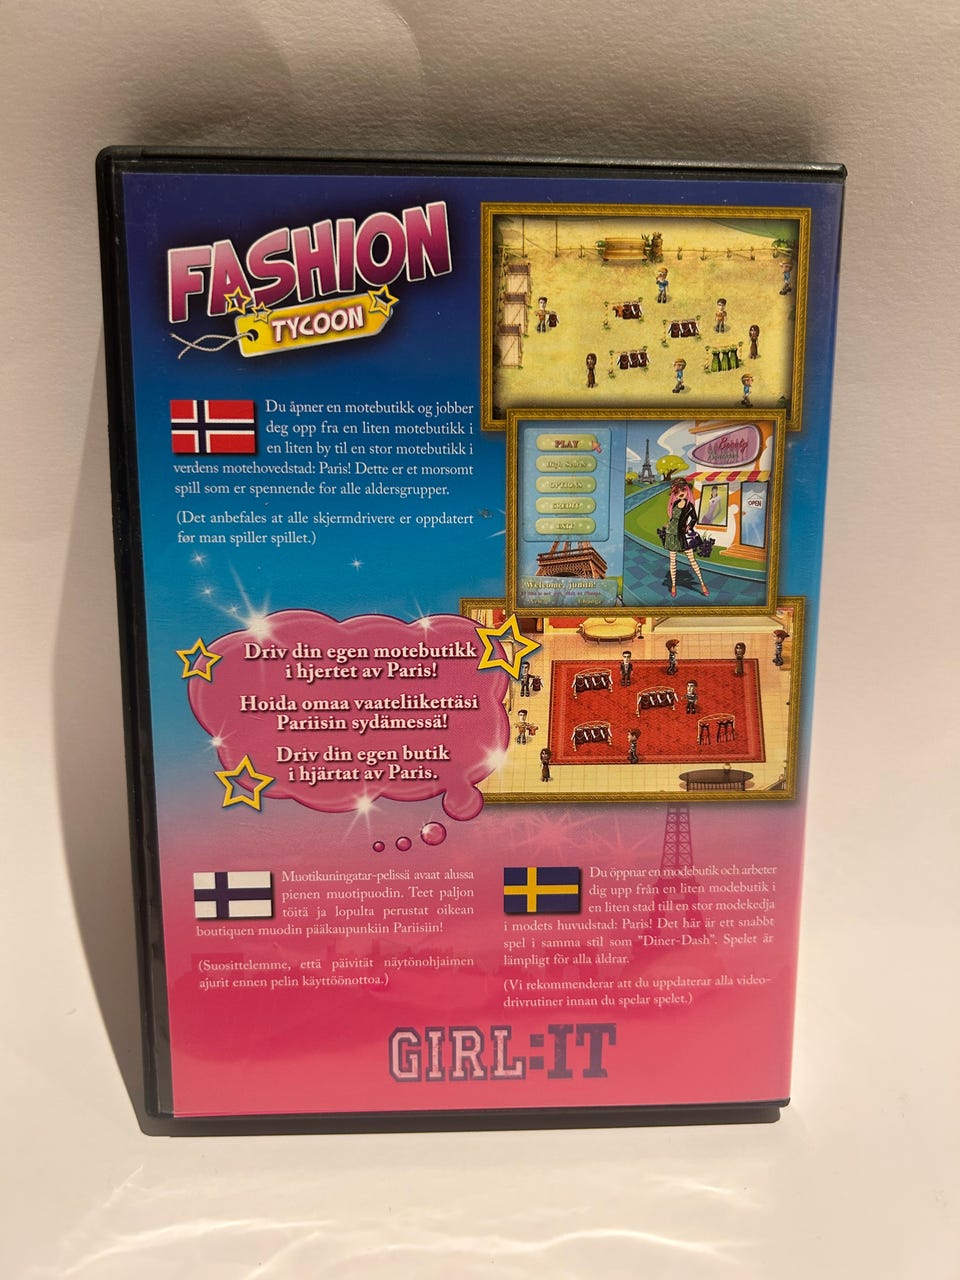 FASHION
TYCOON
Du åpner en motebutikk og jobber
deg opp fra en liten motebutikk i
en liten by til en stor motebutikk i
verdens motehovedstad: Paris! Dette er et morsomt
spill som er spennende for alle aldersgrupper.
(Det anbefales at alle skjermdrivere er oppdatert
før man spiller spillet.)
PLAY
High Scores
OPTIONS
CREDIT
EXIT
Welcome, judith!
Beauty
OPEN
Driv din egen motebutikk
i hjertet av Paris!
Hoida omaa vaateliikettäsi
Pariisin sydämessä!
Driv din egen butik
i hjärtat av Paris.
Muotikuningatar-pelissä avaat alussa
pienen muotipuodin. Teet paljon
töitä ja lopulta perustat oikean
boutiquen muodin pääkaupunkiin Pariisiin!
(Suosittelemme, että päivität näytönohjaimen
ajurit ennen pelin käyttöönottoa.)
Du öppnar en modebutik och arbeter
dig upp från en liten modebutik i
en liten stad till en stor modekedja
i modets huvudstad: Paris! Det här är ett snabbt
spel i samma stil som "Diner-Dash". Spelet är
lämpligt för alla åldrar.
(Vi rekommenderar att du uppdaterar alla video-
drivrutiner innan du spelar spelet.)
GIRL:IT